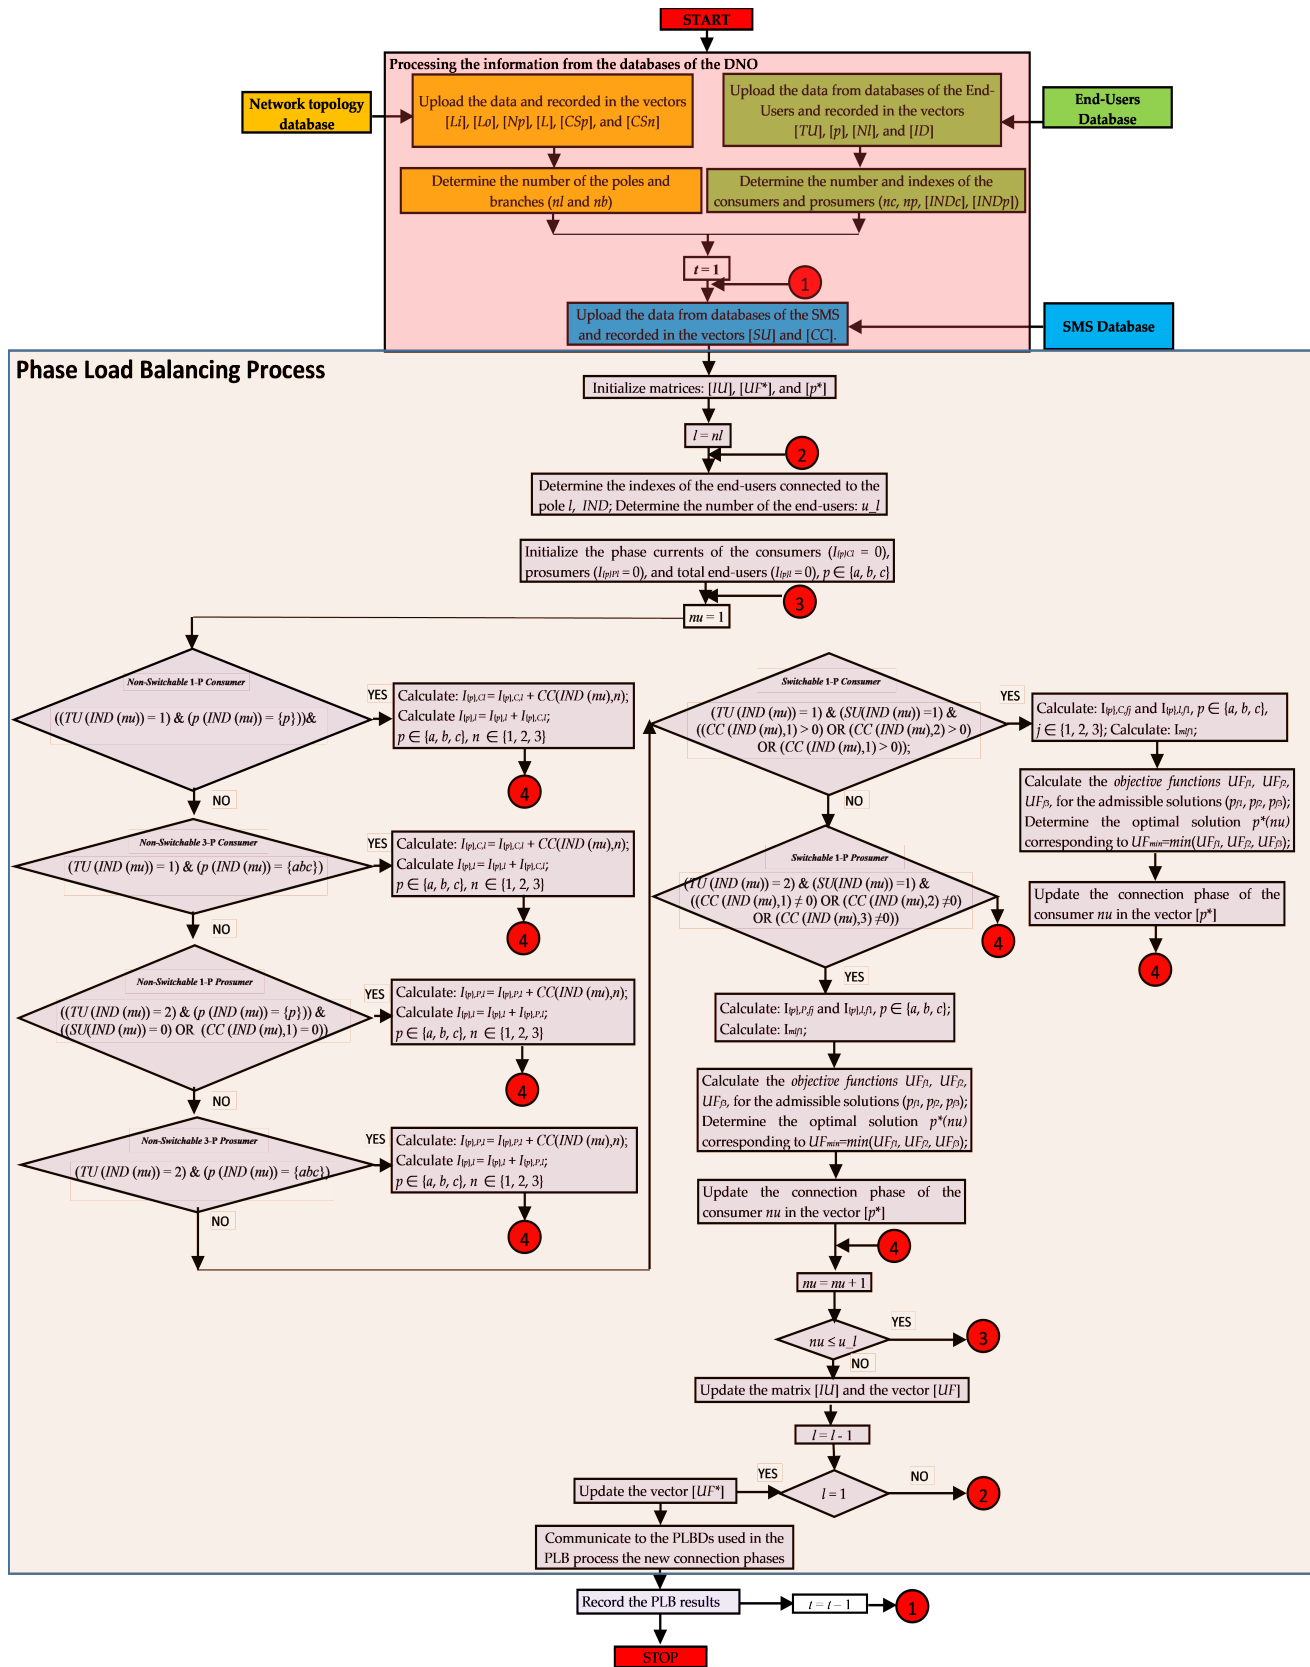 START
Processing the information from the databases of the DNO
Network topology
database
Upload the data and recorded in the vectors
[Li], [Lo], [Np], [L], [CSp], and [CSn]
Upload the data from databases of the End-
Users and recorded in the vectors
[TU], [p], [Nl], and [ID]
End-Users
Database
Determine the number of the poles and
branches (nl and nb)
Determine the number and indexes of the
consumers and prosumers (nc, np, [INDc], [INDp])
t = 1
1
Upload the data from databases of the SMS
and recorded in the vectors [SU] and [CC].
SMS Database
Phase Load Balancing Process
Initialize matrices: [IU], [UF*], and [p*]
l = nl
2
Determine the indexes of the end-users connected to the
pole l, IND; Determine the number of the end-users: u_l
Initialize the phase currents of the consumers (I{p}Cl = 0),
prosumers (I{p}Pl = 0), and total end-users (I{p}l = 0), p ∈ {a, b, c}
3
nu = 1
Non-Switchable 1-P Consumer
((TU (IND (nu)) = 1) & (p (IND (nu)) = {p}))&
YES
Calculate: I{p},Cl = I{p},C,l + CC(IND (nu),n);
Calculate I{p},l = I{p},l + I{p},C,l;
p ∈ {a, b, c}, n ∈ {1, 2, 3}
4
NO
Non-Switchable 3-P Consumer
(TU (IND (nu)) = 1) & (p (IND (nu)) = {abc})
YES
Calculate: I{p},C,l = I{p},C,l + CC(IND (nu),n);
Calculate I{p},l = I{p},l + I{p},C,l;
p ∈ {a, b, c}, n ∈ {1, 2, 3}
4
NO
Non-Switchable 1-P Prosumer
((TU (IND (nu)) = 2) & (p (IND (nu)) = {p})) &
((SU(IND (nu)) = 0) OR (CC (IND (nu),1) = 0))
YES
Calculate: I{p},P,l = I{p},P,l + CC(IND (nu),n);
Calculate I{p},l = I{p},l + I{p},P,l;
p ∈ {a, b, c}, n ∈ {1, 2, 3}
4
NO
Non-Switchable 3-P Prosumer
(TU (IND (nu)) = 2) & (p (IND (nu)) = {abc})
YES
Calculate: I{p},P,l = I{p},P,l + CC(IND (nu),n);
Calculate I{p},l = I{p},l + I{p},P,l;
p ∈ {a, b, c}, n ∈ {1, 2, 3}
4
NO
Switchable 1-P Consumer
(TU (IND (nu)) = 1) & (SU(IND (nu)) =1) &
((CC (IND (nu),1) > 0) OR (CC (IND (nu),2) > 0)
OR (CC (IND (nu),1) > 0));
YES
Calculate: I{p},C,fj and I{p},l,f1, p ∈ {a, b, c},
j ∈ {1, 2, 3}; Calculate: Imlf1;
Calculate the objective functions UFf1, UFf2,
UFf3, for the admissible solutions (pf1, pf2, pf3);
Determine the optimal solution p*(nu)
corresponding to UFmin=min(UFf1, UFf2, UFf3);
Update the connection phase of the
consumer nu in the vector [p*]
4
NO
Switchable 1-P Prosumer
(TU (IND (nu)) = 2) & (SU(IND (nu)) =1) &
((CC (IND (nu),1) ≠ 0) OR (CC (IND (nu),2) ≠0)
OR (CC (IND (nu),3) ≠0))
4
YES
Calculate: I{p},P,fj and I{p},l,f1, p ∈ {a, b, c};
Calculate: Imlf1;
Calculate the objective functions UFf1, UFf2,
UFf3, for the admissible solutions (pf1, pf2, pf3);
Determine the optimal solution p*(nu)
corresponding to UFmin=min(UFf1, UFf2, UFf3);
Update the connection phase of the
consumer nu in the vector [p*]
4
nu = nu + 1
nu ≤ u_l
YES
3
NO
Update the matrix [IU] and the vector [UF]
l = l - 1
l = 1
YES
NO
2
Update the vector [UF*]
Communicate to the PLBDs used in the
PLB process the new connection phases
Record the PLB results
t = t – 1
1
STOP